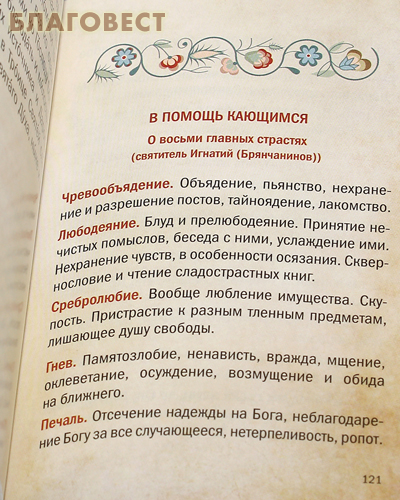 БЛАГОВЕСТ
В ПОМОЩЬ КАЮЩИМСЯ
О восьми главных страстях
(святитель Игнатий (Брянчанинов))
Чревообъядение. Объядение, пьянство, нехране-
ние и разрешение постов, тайноядение, лакомство.
Любодеяние. Блуд и прелюбодеяние. Принятие не-
чистых помыслов, беседа с ними, услаждение ими.
Нехранение чувств, в особенности осязания. Сквер-
нословие и чтение сладострастных книг.
Сребролюбие. Вообще любление имущества. Ску-
пость. Пристрастие к разным тленным предметам,
лишающее душу свободы.
Гнев. Памятозлобие, ненависть, вражда, мщение,
оклеветание, осуждение, возмущение и обида
на ближнего.
Печаль. Отсечение надежды на Бога, неблагодаре-
ние Богу за все случающееся, нетерпеливость, ропот.
121